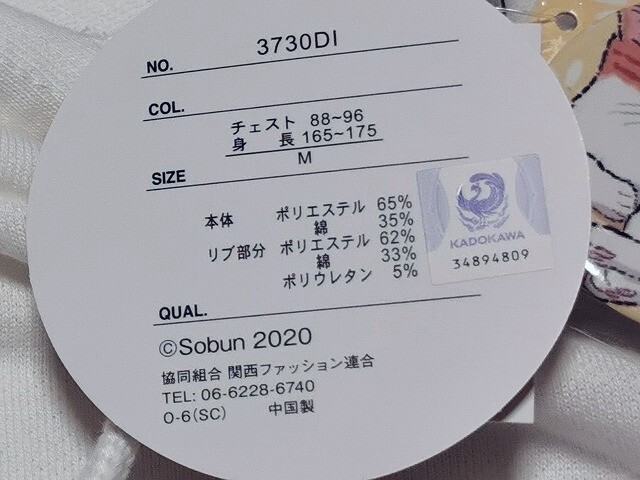 NO. 3730DI
COL.
チェスト 88~96
身 長 165~175
M
SIZE
本体 ポリエステル 65%
綿 35%
リブ部分 ポリエステル 62%
綿 33%
ポリウレタン 5%
QUAL.
KADOKAWA
34894809
©Sobun 2020
協同組合 関西ファッション連合
TEL: 06-6228-6740
O-6(SC) 中国製